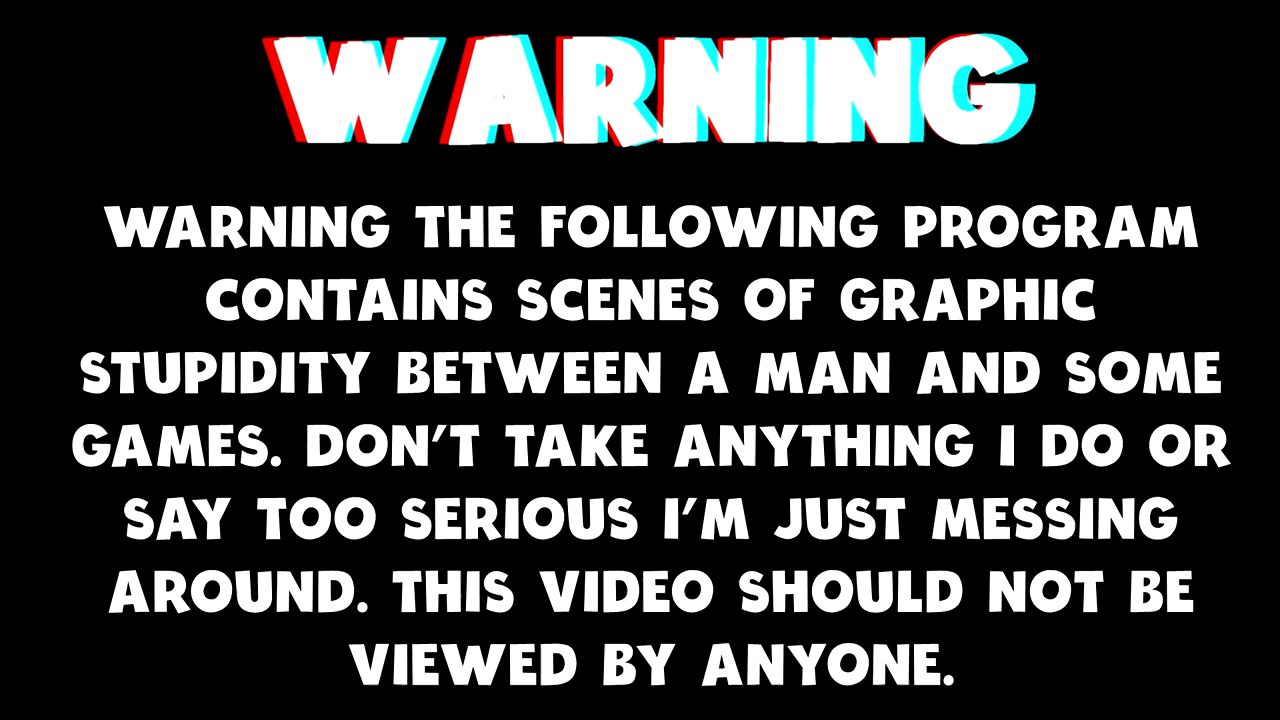 WARNING
WARNING THE FOLLOWING PROGRAM
CONTAINS SCENES OF GRAPHIC
STUPIDITY BETWEEN A MAN AND SOME
GAMES. DON'T TAKE ANYTHING I DO OR
SAY TOO SERIOUS I'M JUST MESSING
AROUND. THIS VIDEO SHOULD NOT BE
VIEWED BY ANYONE.